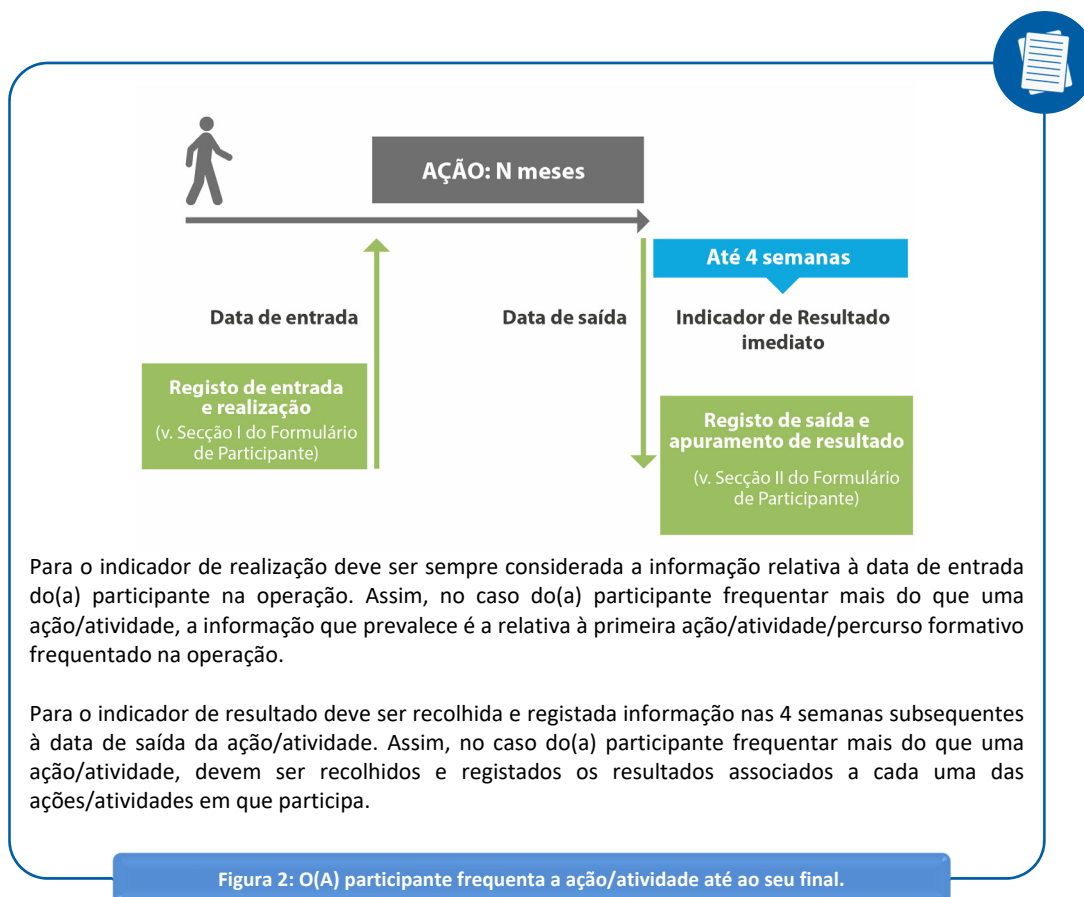 AÇÃO: N meses
Até 4 semanas
Data de entrada
Data de saída
Indicador de Resultado
imediato
Registo de entrada
e realização
(v. Secção I do Formulário
de Participante)
Registo de saída e
apuramento de resultado
(v. Secção II do Formulário
de Participante)
Para o indicador de realização deve ser sempre considerada a informação relativa à data de entrada
do(a) participante na operação. Assim, no caso do(a) participante frequentar mais do que uma
ação/atividade, a informação que prevalece é a relativa à primeira ação/atividade/percurso formativo
frequentado na operação.
Para o indicador de resultado deve ser recolhida e registada informação nas 4 semanas subsequentes
à data de saída da ação/atividade. Assim, no caso do(a) participante frequentar mais do que uma
ação/atividade, devem ser recolhidos e registados os resultados associados a cada uma das
ações/atividades em que participa.
Figura 2: O(A) participante frequenta a ação/atividade até ao seu final.